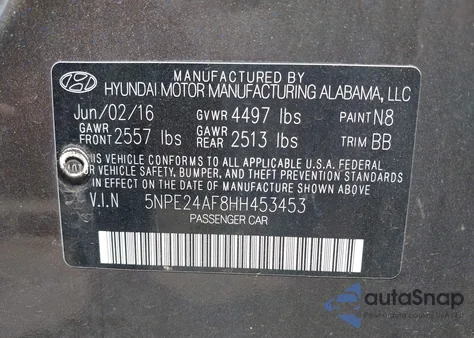 MANUFACTURED BY
HYUNDAI MOTOR MANUFACTURING ALABAMA, LLC
Jun/02/16 GVWR 4497 lbs PAINT N8
GAWR FRONT 2557 lbs GAWR REAR 2513 lbs TRIM BB
THIS VEHICLE CONFORMS TO ALL APPLICABLE U.S.A. FEDERAL
MOTOR VEHICLE SAFETY, BUMPER, AND THEFT PREVENTION STANDARDS
IN EFFECT ON THE DATE OF MANUFACTURE SHOWN ABOVE.
V.I.N 5NPE24AF8HH453453
PASSENGER CAR
autoSnap